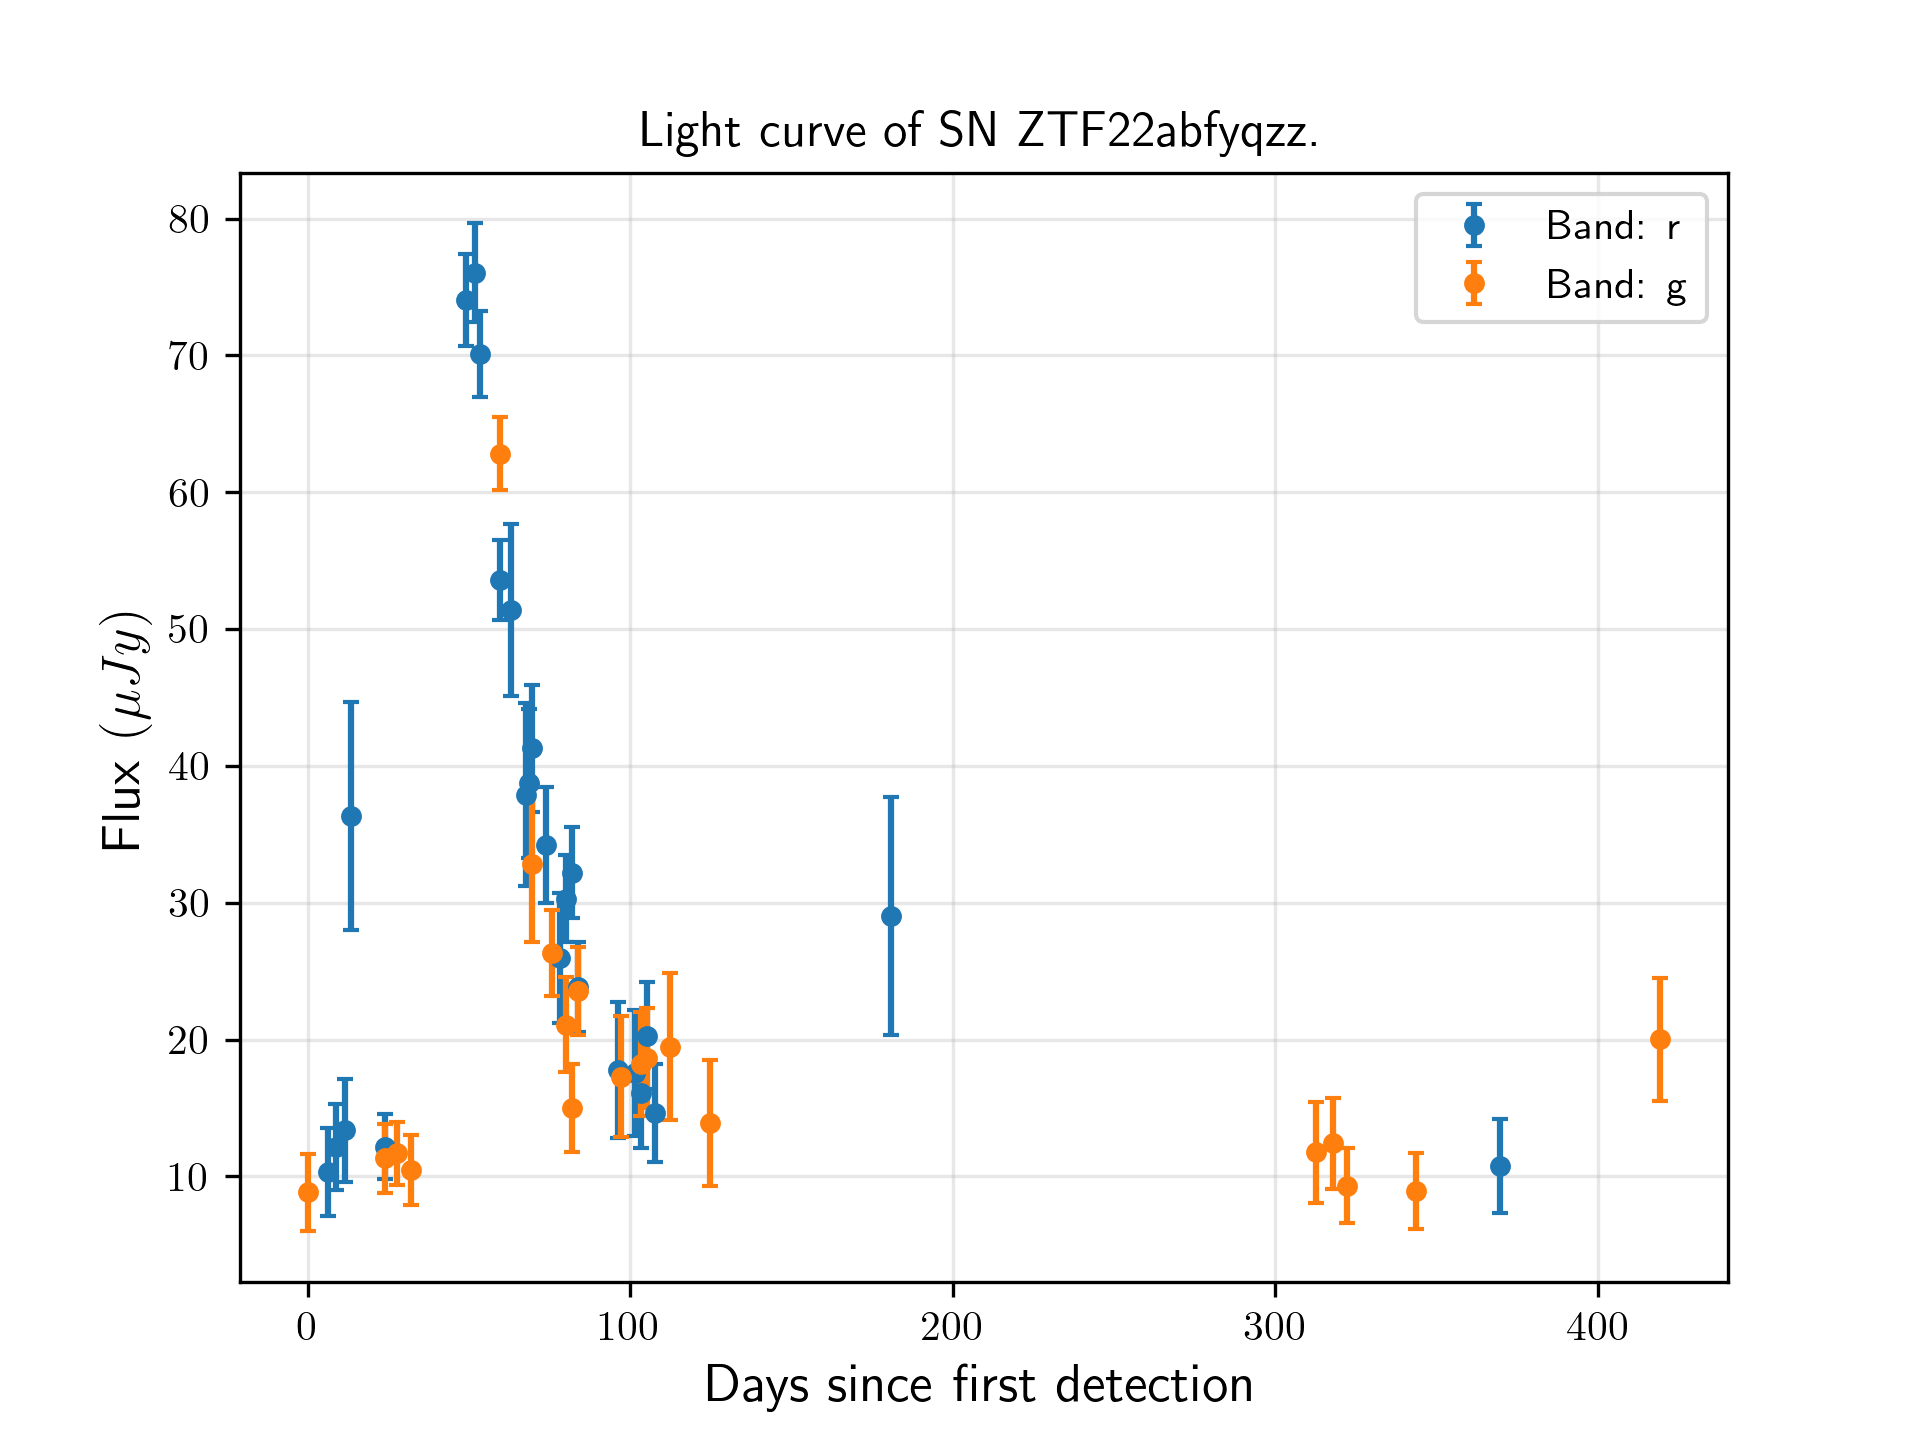 Light curve of SN ZTF22abfyqzz.
Band: r
Band: g
Flux (μJy)
80
70
60
50
40
30
20
10
0 100 200 300 400
Days since first detection